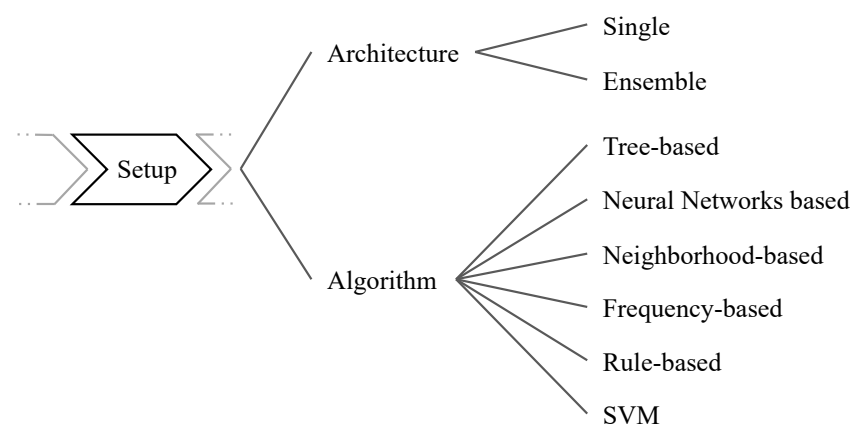 Setup
Architecture
Single
Ensemble
Algorithm
Tree-based
Neural Networks based
Neighborhood-based
Frequency-based
Rule-based
SVM